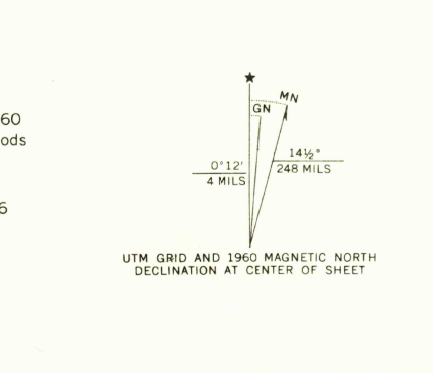 60
ods
6
★
MN
GN
0°12'
4 MILS
14½°
248 MILS
UTM GRID AND 1960 MAGNETIC NORTH
DECLINATION AT CENTER OF SHEET